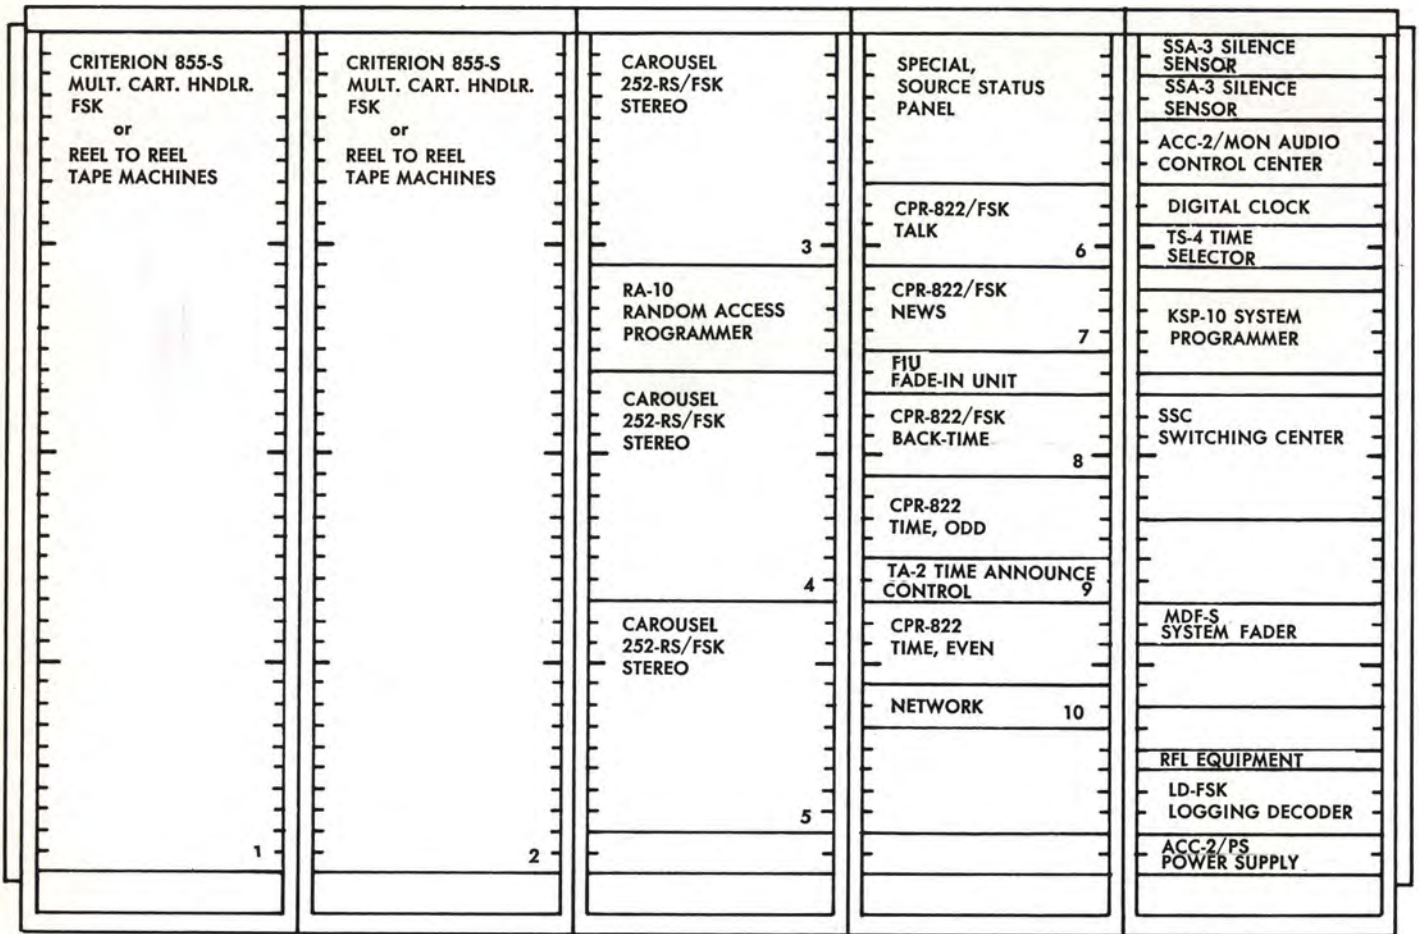 CRITERION 855-S
MULT. CART. HNDLR.
FSK
or
REEL TO REEL
TAPE MACHINES
1
CRITERION 855-S
MULT. CART. HNDLR.
FSK
or
REEL TO REEL
TAPE MACHINES
2
CAROUSEL
252-RS/FSK
STEREO
3
RA-10
RANDOM ACCESS
PROGRAMMER
CAROUSEL
252-RS/FSK
STEREO
4
CAROUSEL
252-RS/FSK
STEREO
5
SPECIAL,
SOURCE STATUS
PANEL
CPR-822/FSK
TALK
6
CPR-822/FSK
NEWS
7
FIU
FADE-IN UNIT
CPR-822/FSK
BACK-TIME
8
CPR-822
TIME, ODD
TA-2 TIME ANNOUNCE
CONTROL 9
CPR-822
TIME, EVEN
NETWORK 10
SSA-3 SILENCE
SENSOR
SSA-3 SILENCE
SENSOR
ACC-2/MON AUDIO
CONTROL CENTER
DIGITAL CLOCK
TS-4 TIME
SELECTOR
KSP-10 SYSTEM
PROGRAMMER
SSC
SWITCHING CENTER
MDF-S
SYSTEM FADER
RFL EQUIPMENT
LD-FSK
LOGGING DECODER
ACC-2/PS
POWER SUPPLY